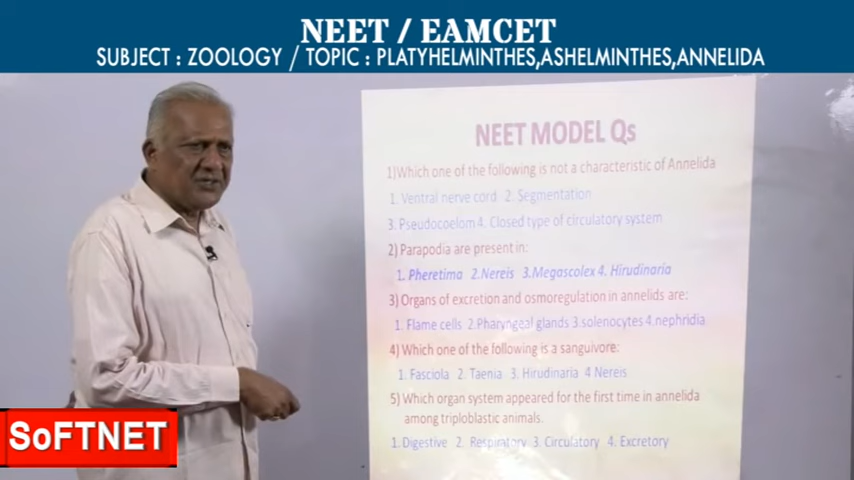 NEET / EAMCET
SUBJECT : ZOOLOGY / TOPIC : PLATYHELMINTHES,ASHELMINTHES,ANNELIDA
NEET MODEL Qs
1)Which one of the following is not a characteristic of Annelida
1. Ventral nerve cord 2. Segmentation
3. Pseudocoelom 4. Closed type of circulatory system
2) Parapodia are present in:
1. Pheretima 2.Nereis 3.Megascolex 4. Hirudinaria
3) Organs of excretion and osmoregulation in annelids are:
1. Flame cells 2.Pharyngeal glands 3.solenocytes 4.nephridia
4) Which one of the following is a sanguivore:
1. Fasciola 2. Taenia 3. Hirudinaria 4 Nereis
5) Which organ system appeared for the first time in annelida
among triploblastic animals.
1. Digestive 2. Respiratory 3. Circulatory 4. Excretory
SoFTNET